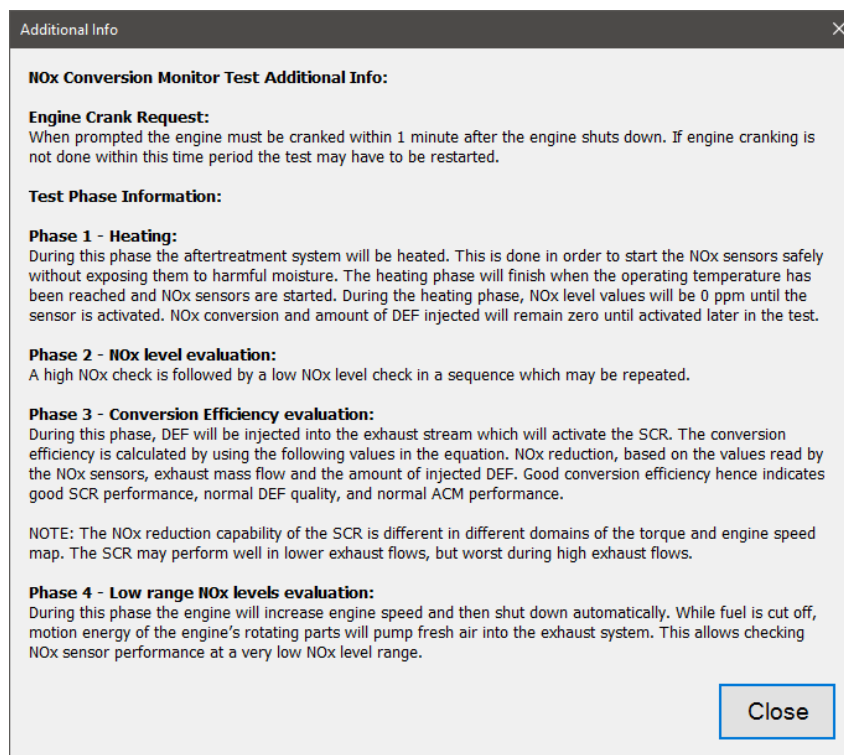 Additional Info
NOx Conversion Monitor Test Additional Info:
Engine Crank Request:
When prompted the engine must be cranked within 1 minute after the engine shuts down. If engine cranking is
not done within this time period the test may have to be restarted.
Test Phase Information:
Phase 1 - Heating:
During this phase the aftertreatment system will be heated. This is done in order to start the NOx sensors safely
without exposing them to harmful moisture. The heating phase will finish when the operating temperature has
been reached and NOx sensors are started. During the heating phase, NOx level values will be 0 ppm until the
sensor is activated. NOx conversion and amount of DEF injected will remain zero until activated later in the test.
Phase 2 - NOx level evaluation:
A high NOx check is followed by a low NOx level check in a sequence which may be repeated.
Phase 3 - Conversion Efficiency evaluation:
During this phase, DEF will be injected into the exhaust stream which will activate the SCR. The conversion
efficiency is calculated by using the following values in the equation. NOx reduction, based on the values read by
the NOx sensors, exhaust mass flow and the amount of injected DEF. Good conversion efficiency hence indicates
good SCR performance, normal DEF quality, and normal ACM performance.
NOTE: The NOx reduction capability of the SCR is different in different domains of the torque and engine speed
map. The SCR may perform well in lower exhaust flows, but worst during high exhaust flows.
Phase 4 - Low range NOx levels evaluation:
During this phase the engine will increase engine speed and then shut down automatically. While fuel is cut off,
motion energy of the engine's rotating parts will pump fresh air into the exhaust system. This allows checking
NOx sensor performance at a very low NOx level range.
Close